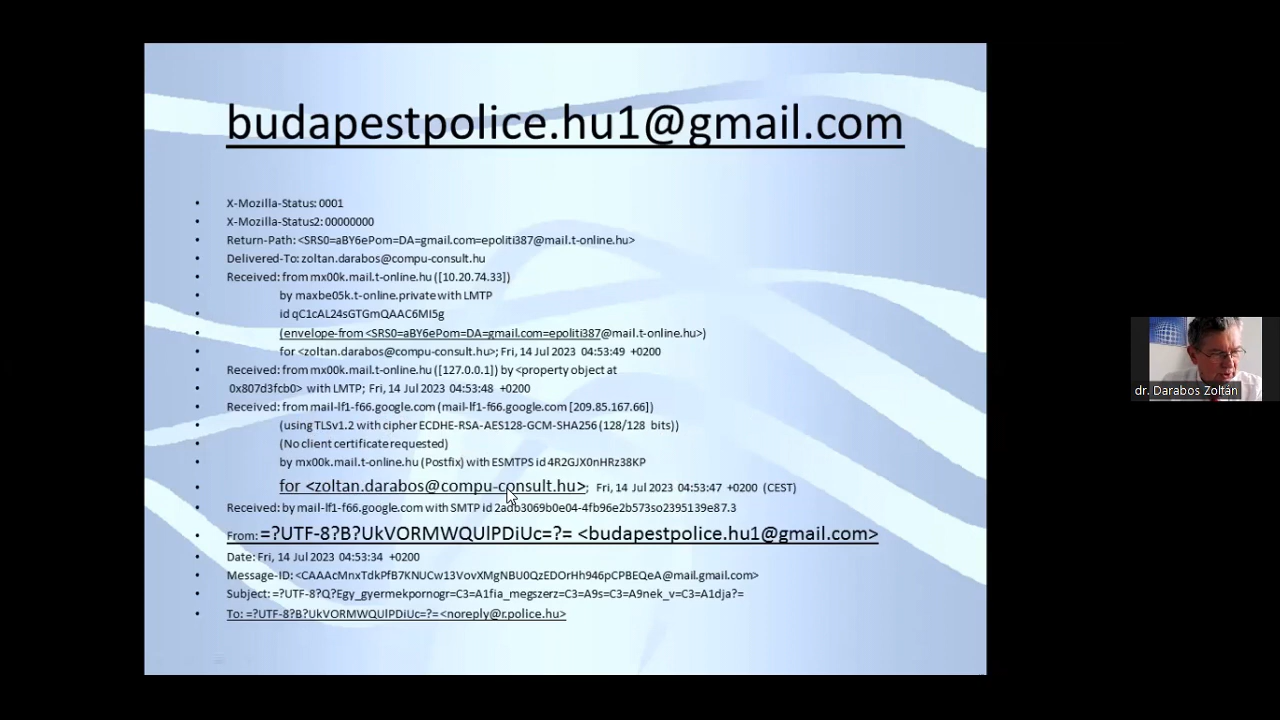 budapestpolice.hu1@gmail.com
• X-Mozilla-Status: 0001
• X-Mozilla-Status2: 00000000
• Return-Path: <SRS0=aBY6ePom=DA=gmail.com=epoliti387@mail.t-online.hu>
• Delivered-To: zoltan.darabos@compu-consult.hu
• Received: from mx00k.mail.t-online.hu ([10.20.74.33])
• by maxbe05k.t-online.private with LMTP
• id qC1cAL24sGTGmQAAC6MI5g
• (envelope-from <SRS0=aBY6ePom=DA=gmail.com=epoliti387@mail.t-online.hu>)
• for <zoltan.darabos@compu-consult.hu>; Fri, 14 Jul 2023 04:53:49 +0200
• Received: from mx00k.mail.t-online.hu ([127.0.0.1]) by <property object at
• 0x807d3fcb0> with LMTP; Fri, 14 Jul 2023 04:53:48 +0200
• Received: from mail-lf1-f66.google.com (mail-lf1-f66.google.com [209.85.167.66])
• (using TLSv1.2 with cipher ECDHE-RSA-AES128-GCM-SHA256 (128/128 bits))
• (No client certificate requested)
• by mx00k.mail.t-online.hu (Postfix) with ESMTPS id 4R2GJX0nHRz38KP
• for <zoltan.darabos@compu-consult.hu>; Fri, 14 Jul 2023 04:53:47 +0200 (CEST)
• Received: by mail-lf1-f66.google.com with SMTP id 2adb3069b0e04-4fb96e2b573so2395139e87.3
• From: =?UTF-8?B?UkVORMWQUlPDiUc=?= <budapestpolice.hu1@gmail.com>
• Date: Fri, 14 Jul 2023 04:53:34 +0200
• Message-ID: <CAAAcMnxTdkPfB7KNUCw13VovXMgNBU0QzEDOrHh946pCPBEQeA@mail.gmail.com>
• Subject: =?UTF-8?Q?Egy_gyermekpornogr=C3=A1fia_megszerz=C3=A9s=C3=A9nek_v=C3=A1dja?=
• To: =?UTF-8?B?UkVORMWQUlPDiUc=?= <noreply@r.police.hu>
dr. Darabos Zoltán